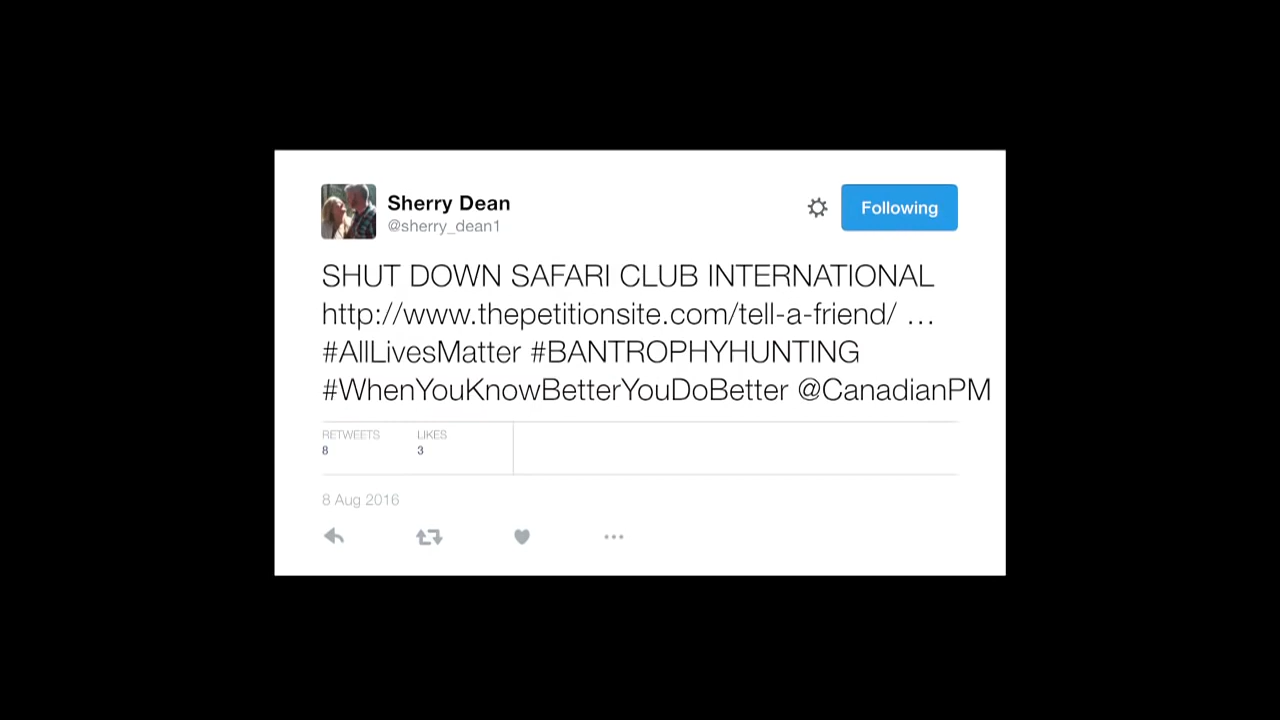 Sherry Dean
@sherry_dean1
Following
SHUT DOWN SAFARI CLUB INTERNATIONAL
http://www.thepetitionsite.com/tell-a-friend/ …
#AllLivesMatter #BANTROPHYHUNTING
#WhenYouKnowBetterYouDoBetter @CanadianPM
RETWEETS LIKES
8 3
8 Aug 2016